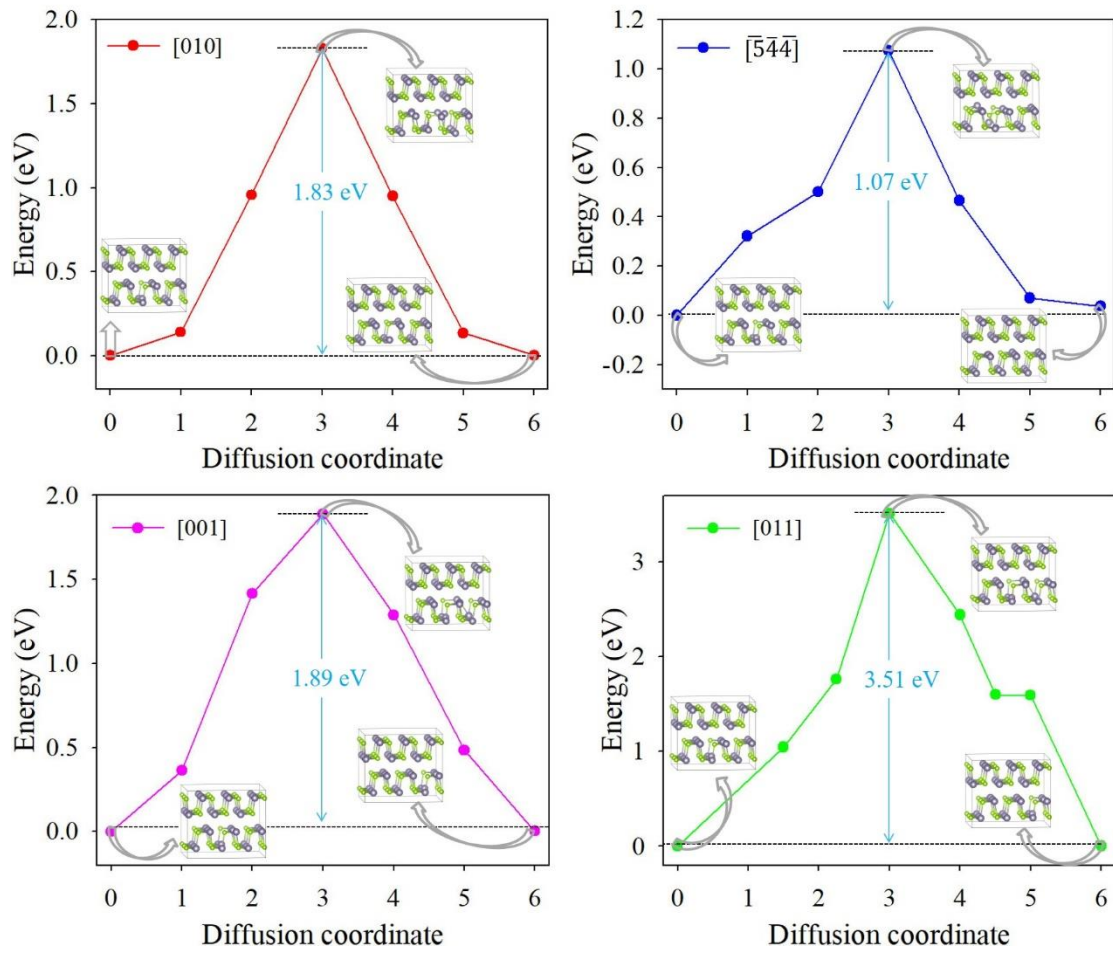 2.0
[010]
1.5
1.0
1.83 eV
0.5
0.0
Energy (eV)
0 1 2 3 4 5 6
Diffusion coordinate
1.2
[5̄4̄4̄]
1.0
0.8
0.6
1.07 eV
0.4
0.2
0.0
-0.2
Energy (eV)
0 1 2 3 4 5 6
Diffusion coordinate
2.0
[001]
1.5
1.0
1.89 eV
0.5
0.0
Energy (eV)
0 1 2 3 4 5 6
Diffusion coordinate
[011]
3
2
3.51 eV
1
0
Energy (eV)
0 1 2 3 4 5 6
Diffusion coordinate